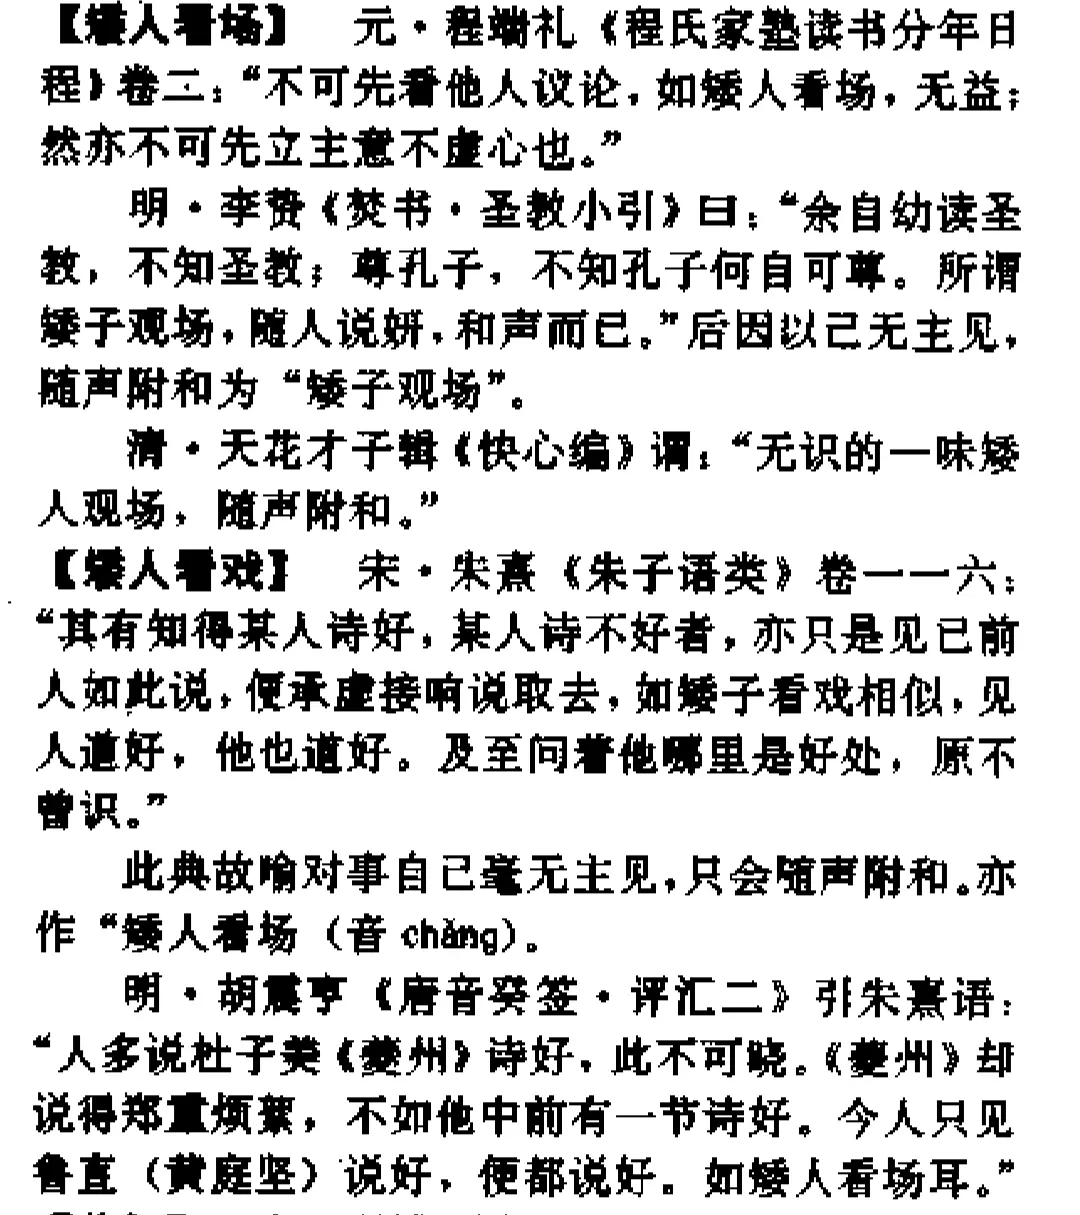 【矮人看场】　元·程端礼《程氏家塾读书分年日
程》卷二：“不可先看他人议论，如矮人看场，无益；
然亦不可先立主意不虚心也。”
明·李贽《焚书·圣教小引》曰：“余自幼读圣
教，不知圣教；尊孔子，不知孔子何自可尊。所谓
矮子观场，随人说妍，和声而已。”后因以己无主见，
随声附和为“矮子观场”。
清·天花才子辑《快心编》谓：“无识的一味矮
人观场，随声附和。”
【矮人看戏】　宋·朱熹《朱子语类》卷一一六：
“其有知得某人诗好，某人诗不好者，亦只是见已前
人如此说，便承虚接响说取去，如矮子看戏相似，见
人道好，他也道好。及至问着他哪里是好处，原不
曾识。”
此典故喻对事自己毫无主见，只会随声附和。亦
作“矮人看场（音chǎng）。
明·胡震亨《唐音癸签·评汇二》引朱熹语：
“人多说杜子美《夔州》诗好，此不可晓。《夔州》却
说得郑重烦絮，不如他中前有一节诗好。今人只见
鲁直（黄庭坚）说好，便都说好。如矮人看场耳。”